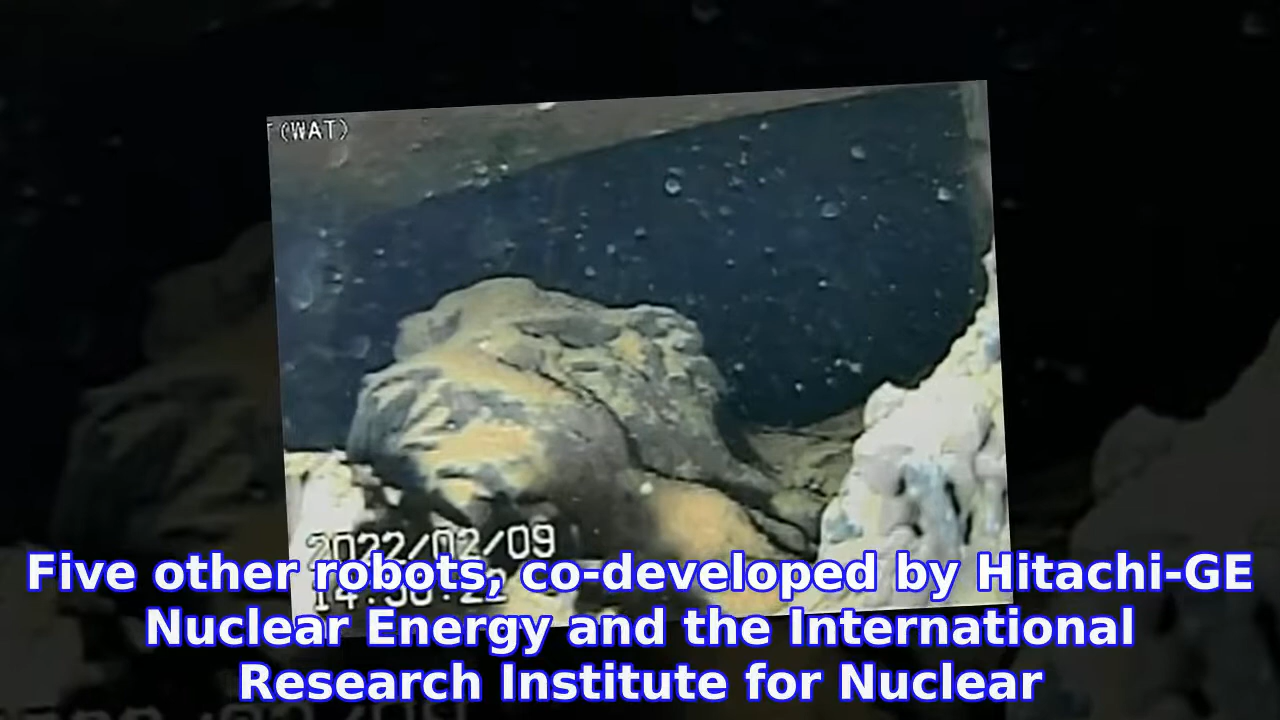 (WAT)
2022/02/09
Five other robots, co-developed by Hitachi-GE
Nuclear Energy and the International
Research Institute for Nuclear